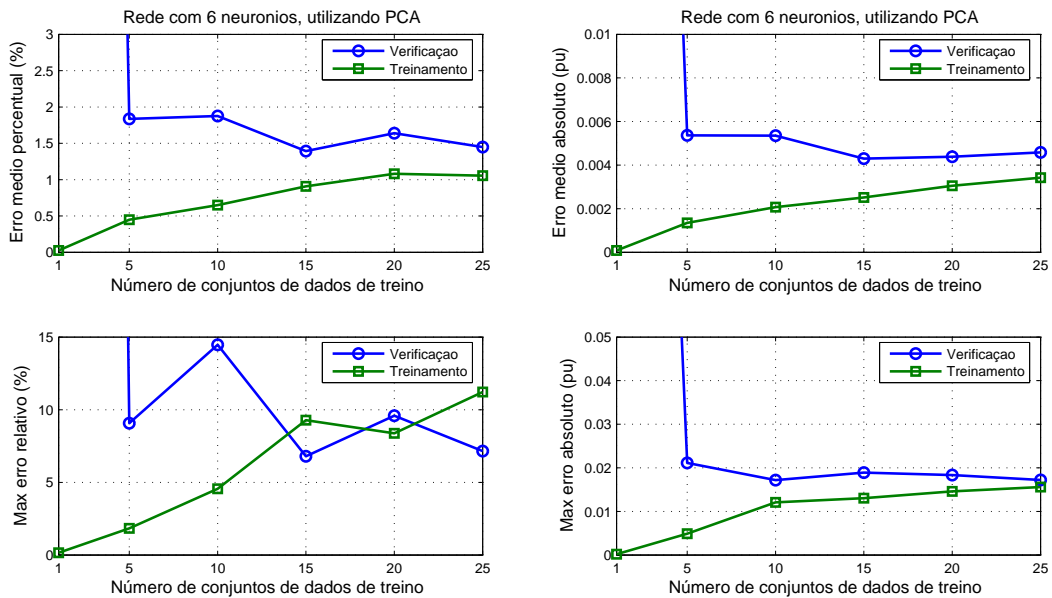 Rede com 6 neuronios, utilizando PCA
Erro medio percentual (%)
3
2.5
2
1.5
1
0.5
0
Verificaçao
Treinamento
1 5 10 15 20 25
Número de conjuntos de dados de treino
Rede com 6 neuronios, utilizando PCA
Erro medio absoluto (pu)
0.01
0.008
0.006
0.004
0.002
0
Verificaçao
Treinamento
1 5 10 15 20 25
Número de conjuntos de dados de treino
Max erro relativo (%)
15
10
5
0
Verificaçao
Treinamento
1 5 10 15 20 25
Número de conjuntos de dados de treino
Max erro absoluto (pu)
0.05
0.04
0.03
0.02
0.01
0
Verificaçao
Treinamento
1 5 10 15 20 25
Número de conjuntos de dados de treino